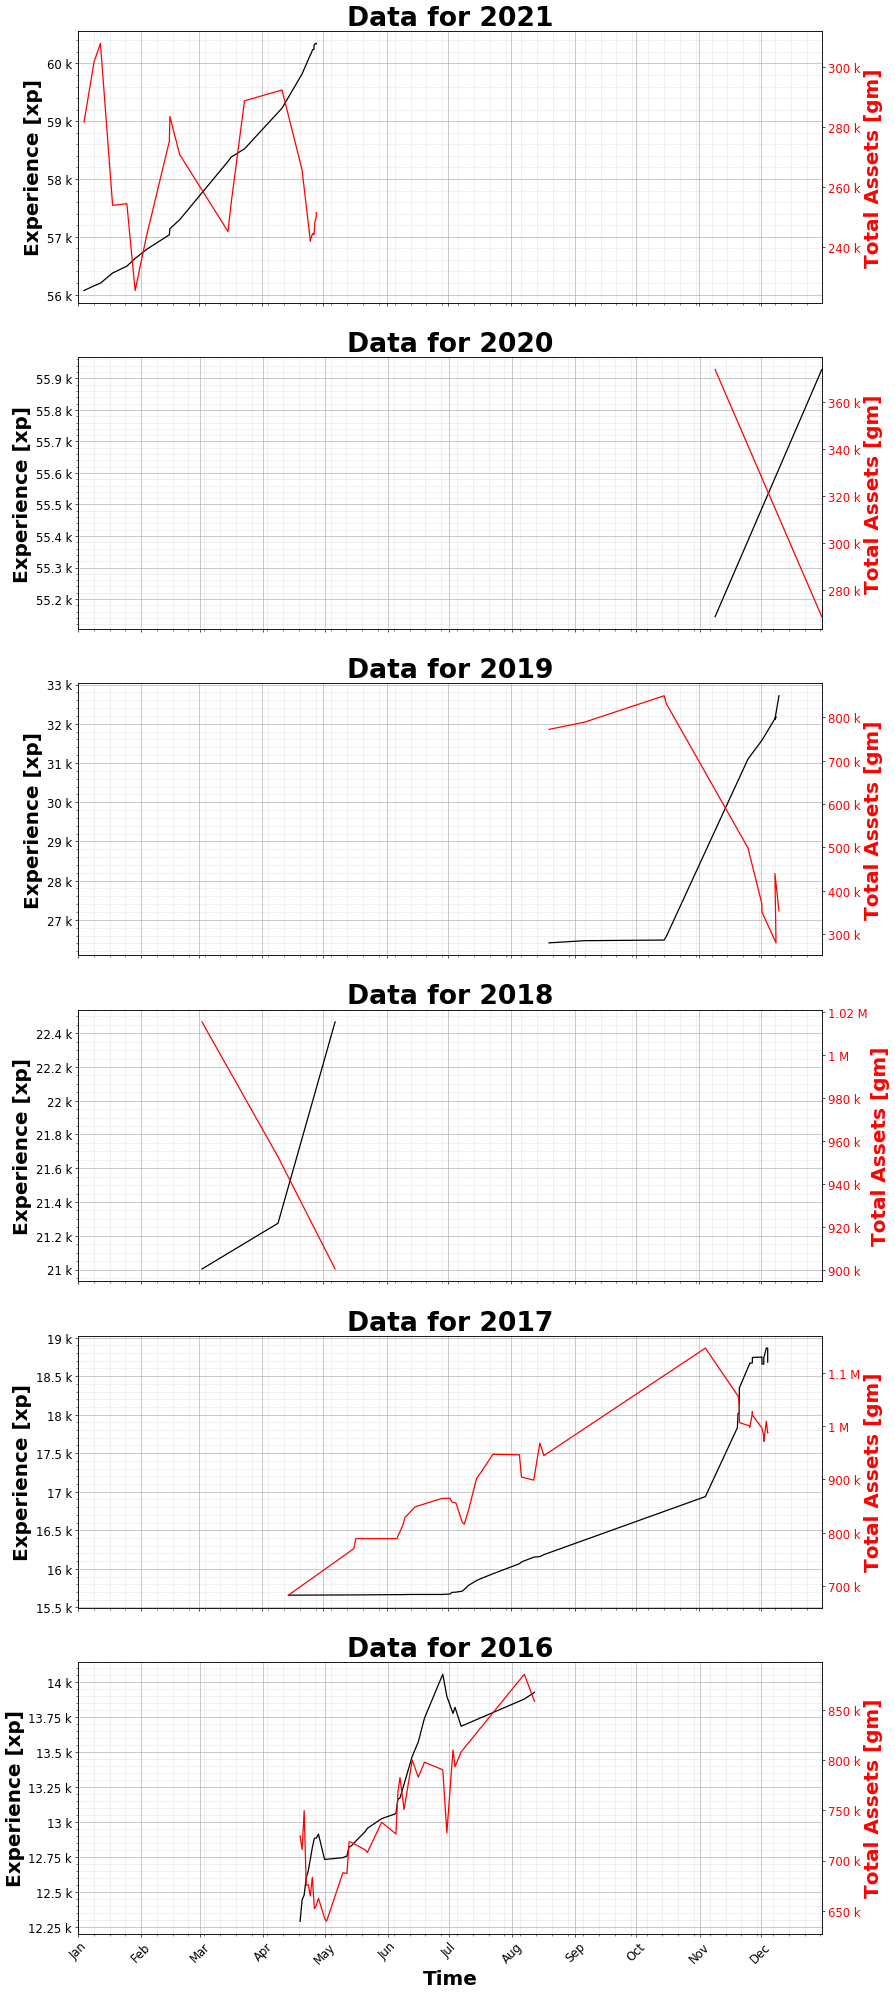 Data for 2021
Experience [xp]
60 k
59 k
58 k
57 k
56 k
300 k
280 k
260 k
240 k
Total Assets [gm]
Data for 2020
Experience [xp]
55.9 k
55.8 k
55.7 k
55.6 k
55.5 k
55.4 k
55.3 k
55.2 k
360 k
340 k
320 k
300 k
280 k
Total Assets [gm]
Data for 2019
Experience [xp]
33 k
32 k
31 k
30 k
29 k
28 k
27 k
800 k
700 k
600 k
500 k
400 k
300 k
Total Assets [gm]
Data for 2018
Experience [xp]
22.4 k
22.2 k
22 k
21.8 k
21.6 k
21.4 k
21.2 k
21 k
1.02 M
1 M
980 k
960 k
940 k
920 k
900 k
Total Assets [gm]
Data for 2017
Experience [xp]
19 k
18.5 k
18 k
17.5 k
17 k
16.5 k
16 k
15.5 k
1.1 M
1 M
900 k
800 k
700 k
Total Assets [gm]
Data for 2016
Experience [xp]
14 k
13.75 k
13.5 k
13.25 k
13 k
12.75 k
12.5 k
12.25 k
850 k
800 k
750 k
700 k
650 k
Total Assets [gm]
Jan Feb Mar Apr May Jun Jul Aug Sep Oct Nov Dec
Time